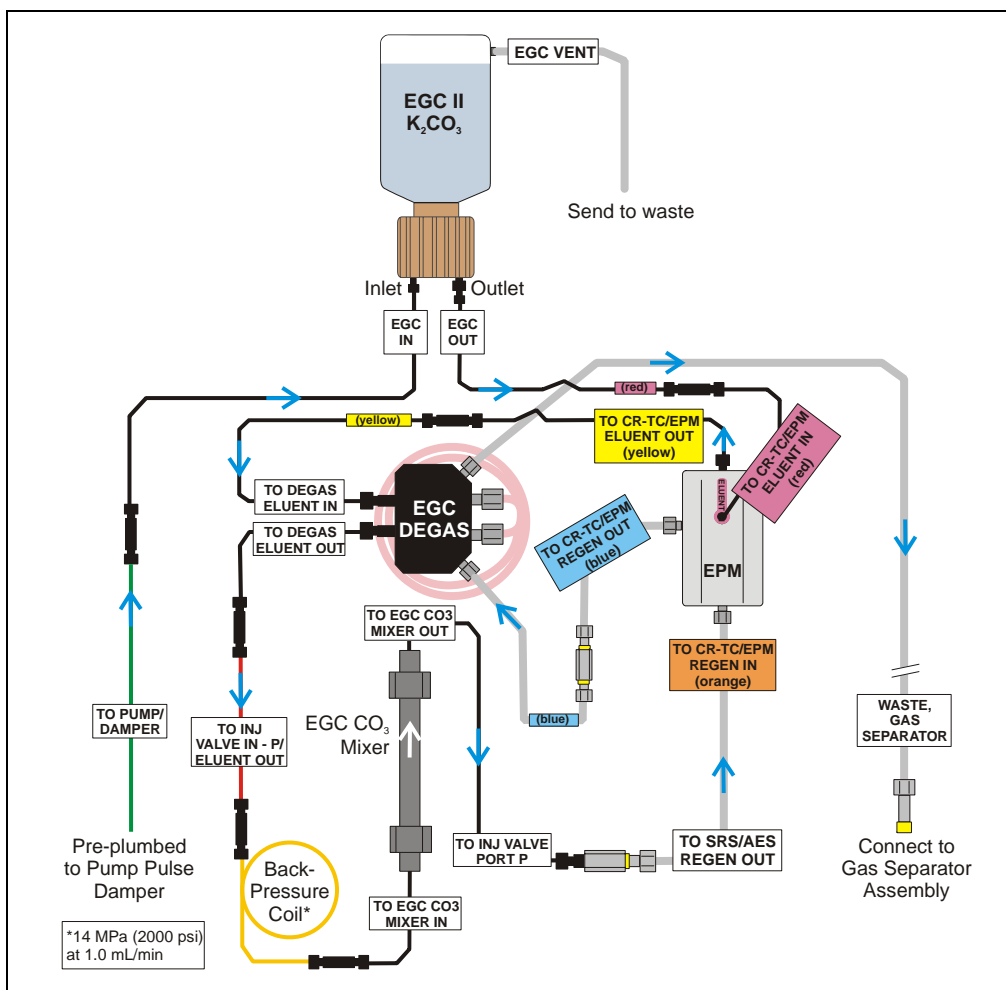 EGC VENT
EGC II
K₂CO₃
Send to waste
Inlet
Outlet
EGC
IN
EGC
OUT
(red)
(yellow)
TO CR-TC/EPM
ELUENT OUT
(yellow)
TO CR-TC/EPM
ELUENT IN
(red)
ELUENT
TO DEGAS
ELUENT IN
TO DEGAS
ELUENT OUT
EGC
DEGAS
TO CR-TC/EPM
REGEN OUT
(blue)
EPM
TO EGC CO3
MIXER OUT
TO CR-TC/EPM
REGEN IN
(orange)
TO PUMP/
DAMPER
TO INJ
VALVE IN - P/
ELUENT OUT
EGC CO₃
Mixer
(blue)
WASTE,
GAS
SEPARATOR
Pre-plumbed
to Pump Pulse
Damper
Back-
Pressure
Coil*
TO INJ VALVE
PORT P
TO SRS/AES
REGEN OUT
Connect to
Gas Separator
Assembly
TO EGC CO3
MIXER IN
*14 MPa (2000 psi)
at 1.0 mL/min